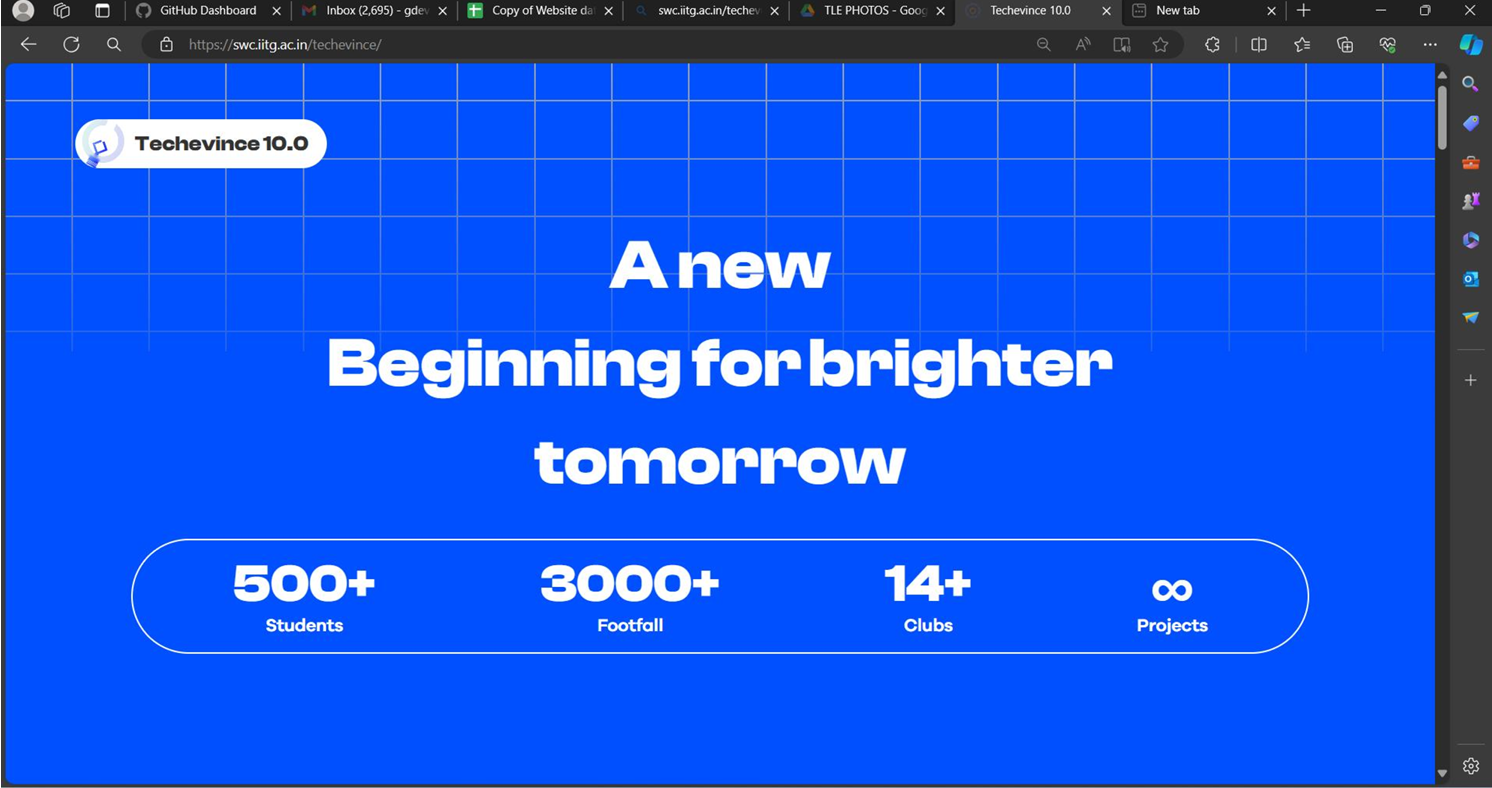 GitHub Dashboard
Inbox (2,695) - gdev
Copy of Website da
swc.iitg.ac.in/techev
TLE PHOTOS - Goog
Techevince 10.0
New tab
https://swc.iitg.ac.in/techevince/
Techevince 10.0
A new
Beginning for brighter
tomorrow
500+ 3000+ 14+ ∞
Students Footfall Clubs Projects